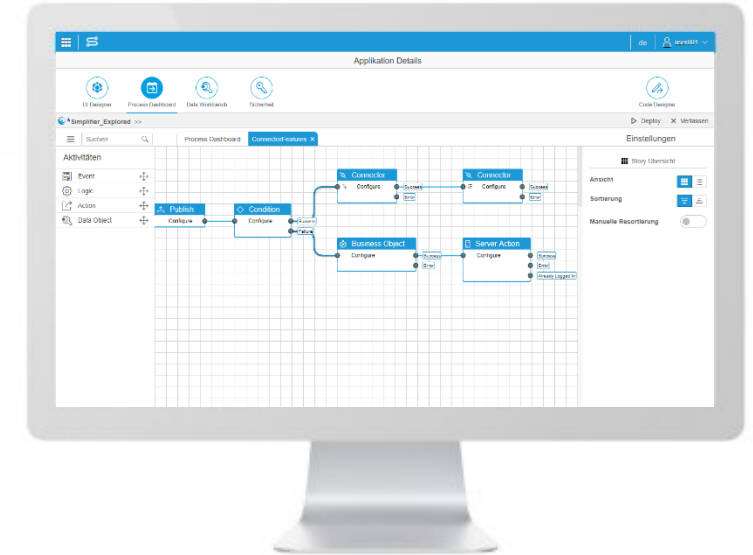 de
Applikation Details
UI Designer
Process Dashboard
Data Workbench
Sicherheit
Code Designer
*Simplifier_Explored >>
Deploy
Verlassen
Suchen
Process Dashboard
ConnectorFeatures ×
Einstellungen
Aktivitäten
Event
Logic
Action
Data Object
Publish
Configure
Condition
Configure
Success
Failure
Connector
Configure
Success
Error
Connector
Configure
Success
Error
Business Object
Configure
Success
Error
Server Action
Configure
Success
Error
Already Logged In
Story Übersicht
Ansicht
Sortierung
Manuelle Resortierung